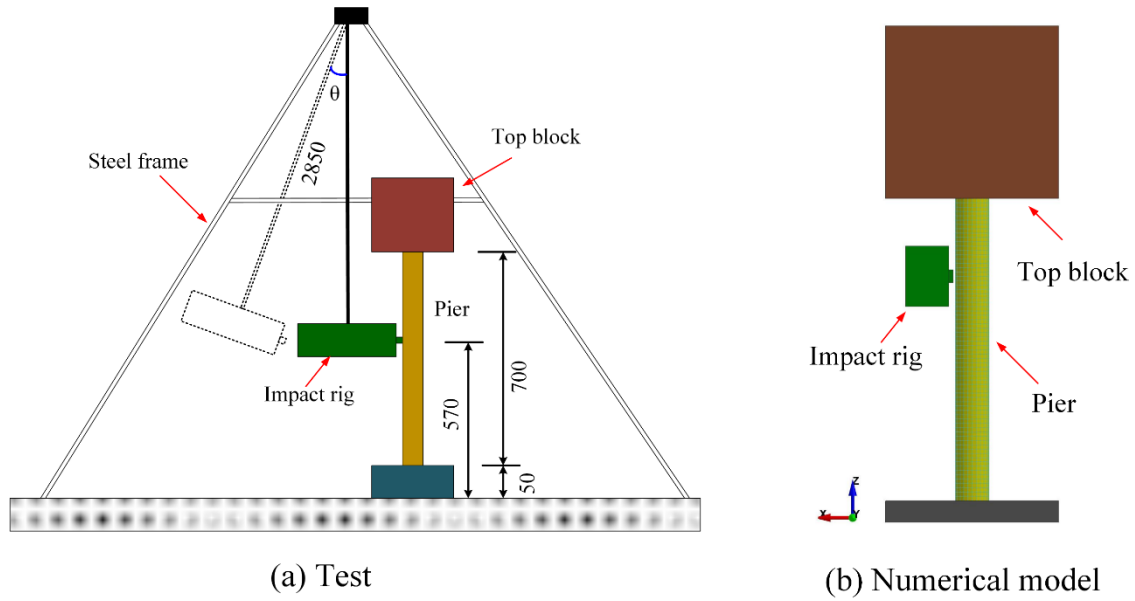 θ
2850
Steel frame
Top block
Pier
Impact rig
570
700
50
(a) Test
Top block
Impact rig
Pier
Z
X
Y
(b) Numerical model